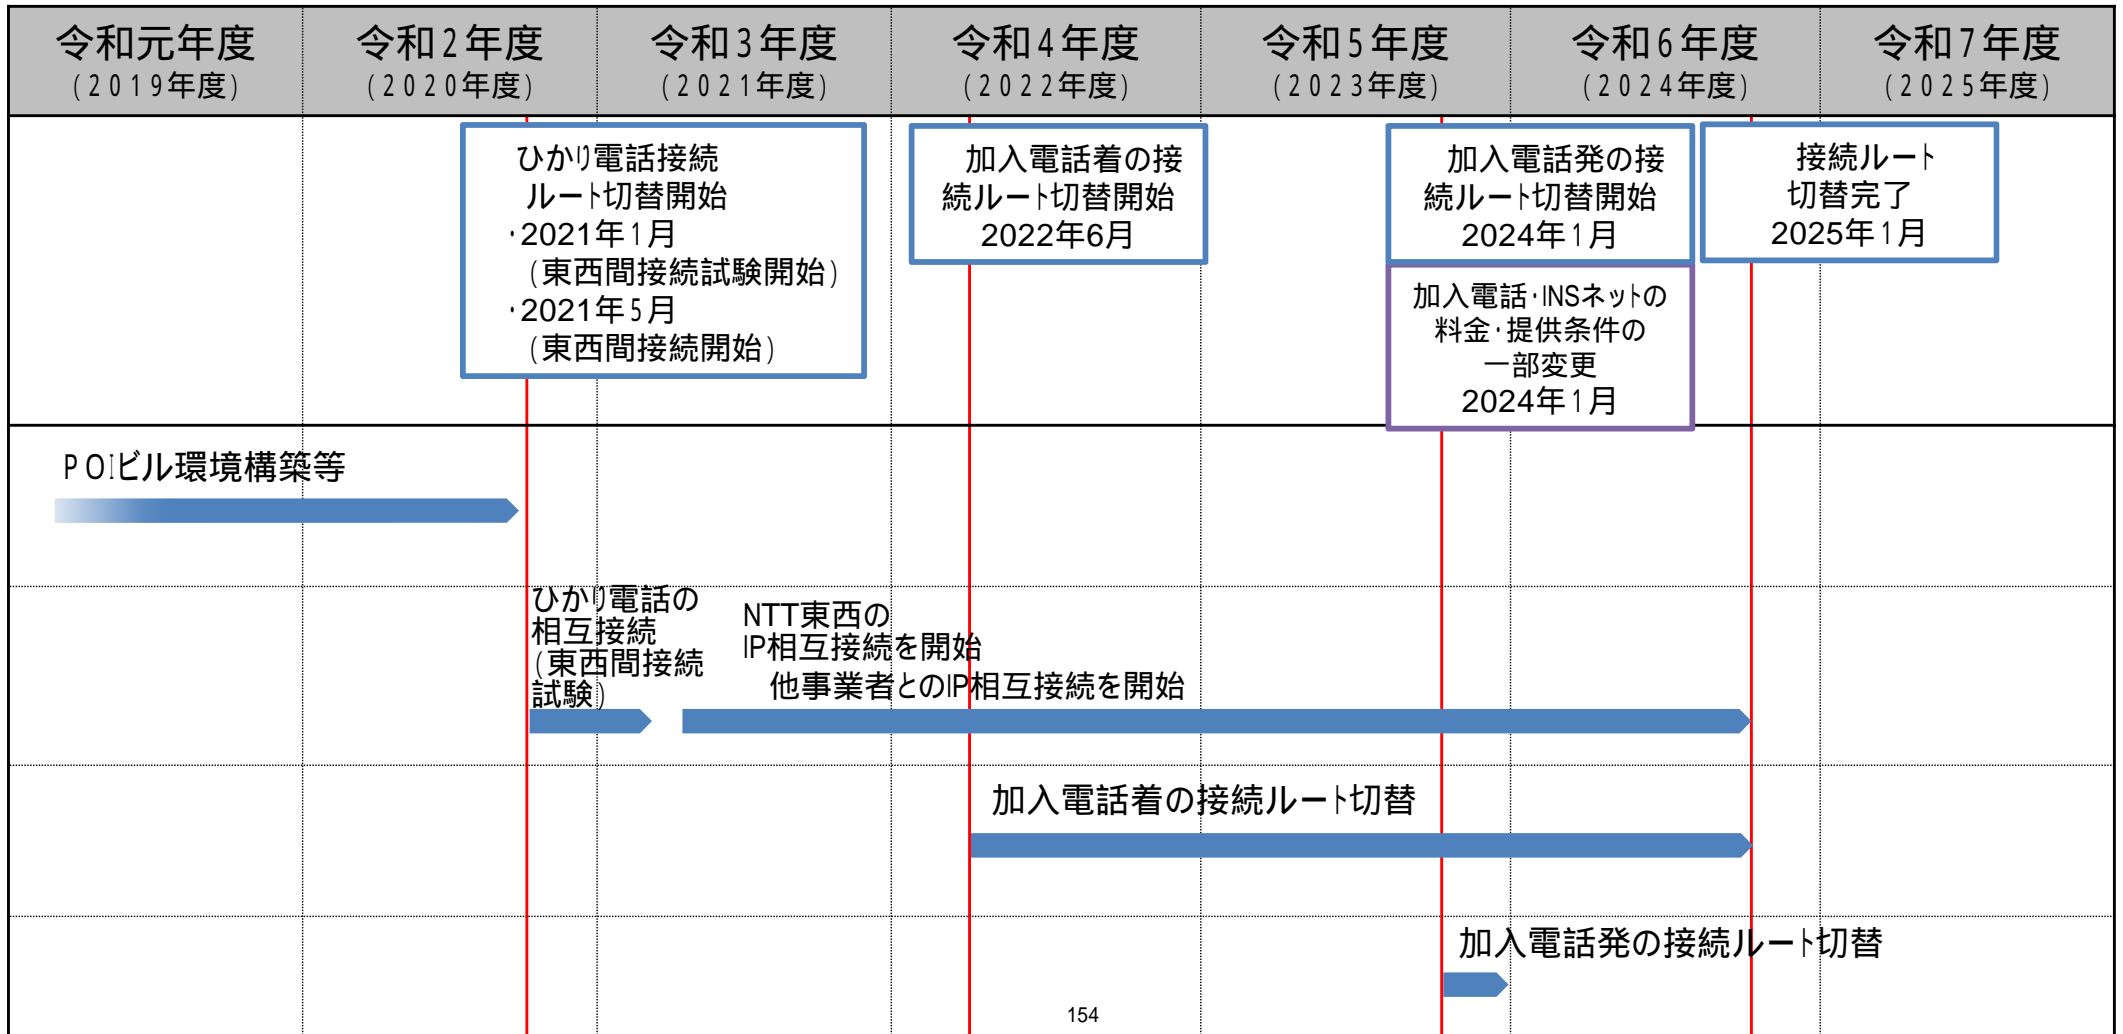 令和元年度
(2019年度)
令和2年度
(2020年度)
令和3年度
(2021年度)
令和4年度
(2022年度)
令和5年度
(2023年度)
令和6年度
(2024年度)
令和7年度
(2025年度)
ひかり電話接続
ルート切替開始
・2021年1月
(東西間接続試験開始)
・2021年5月
(東西間接続開始)
加入電話着の接
続ルート切替開始
2022年6月
加入電話発の接
続ルート切替開始
2024年1月
加入電話・INSネットの
料金・提供条件の
一部変更
2024年1月
接続ルート
切替完了
2025年1月
POIビル環境構築等
ひかり電話の
相互接続
(東西間接続
試験)
NTT東西の
IP相互接続を開始
他事業者とのIP相互接続を開始
加入電話着の接続ルート切替
加入電話発の接続ルート切替
154